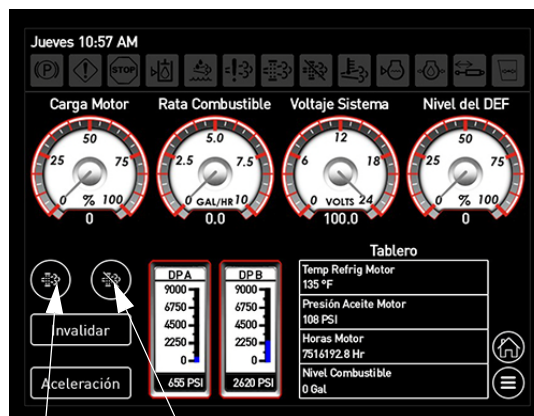 Jueves 10:57 AM
(P) STOP
Carga Motor Rata Combustible Voltaje Sistema Nivel del DEF
50 5.0 12 50
25 75 2.5 7.5 6 18 25 75
0 % 100 0 GAL/HR 10 0 VOLTS 24 0 % 100
0 0.0 100.0 0
Tablero
DPA DPB
9000 9000
6750 6750
4500 4500
2250 2250
0 0
655 PSI 2620 PSI
Temp Refrig Motor
135 °F
Presión Aceite Motor
108 PSI
Horas Motor
7516192.8 Hr
Nivel Combustible
0 Gal
Invalidar
Aceleración